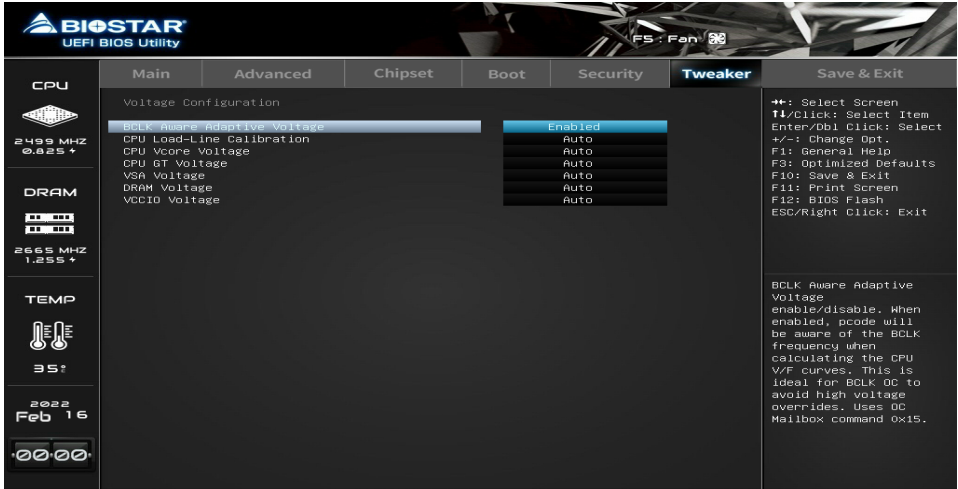 BIOSTAR
UEFI BIOS Utility
F5 : Fan
Main Advanced Chipset Boot Security Tweaker Save & Exit
CPU
2499 MHZ
0.825 v
DRAM
2665 MHZ
1.255 v
TEMP
35°c
2022
Feb 16
00:00
Voltage Configuration
BCLK Aware Adaptive Voltage Enabled
CPU Load-Line Calibration Auto
CPU Vcore Voltage Auto
CPU GT Voltage Auto
VSA Voltage Auto
DRAM Voltage Auto
VCCIO Voltage Auto
→←: Select Screen
↑↓/Click: Select Item
Enter/Dbl Click: Select
+/-: Change Opt.
F1: General Help
F3: Optimized Defaults
F10: Save & Exit
F11: Print Screen
F12: BIOS Flash
ESC/Right Click: Exit
BCLK Aware Adaptive
Voltage
enable/disable. When
enabled, pcode will
be aware of the BCLK
frequency when
calculating the CPU
V/F curves. This is
ideal for BCLK OC to
avoid high voltage
overrides. Uses OC
Mailbox command 0x15.